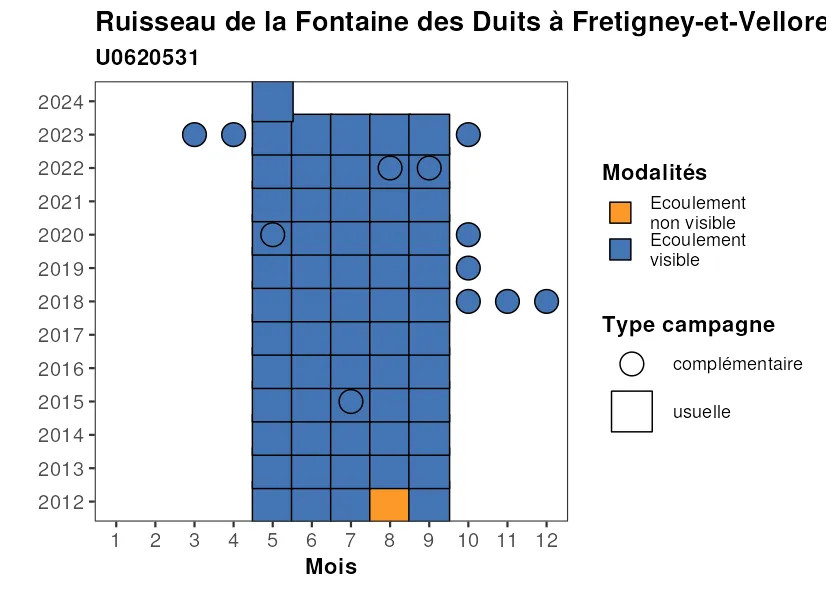 Ruisseau de la Fontaine des Duits à Fretigney-et-Vellore
U0620531
2024
2023
2022
2021
2020
2019
2018
2017
2016
2015
2014
2013
2012
1 2 3 4 5 6 7 8 9 10 11 12
Mois
Modalités
Ecoulement
non visible
Ecoulement
visible
Type campagne
complémentaire
usuelle